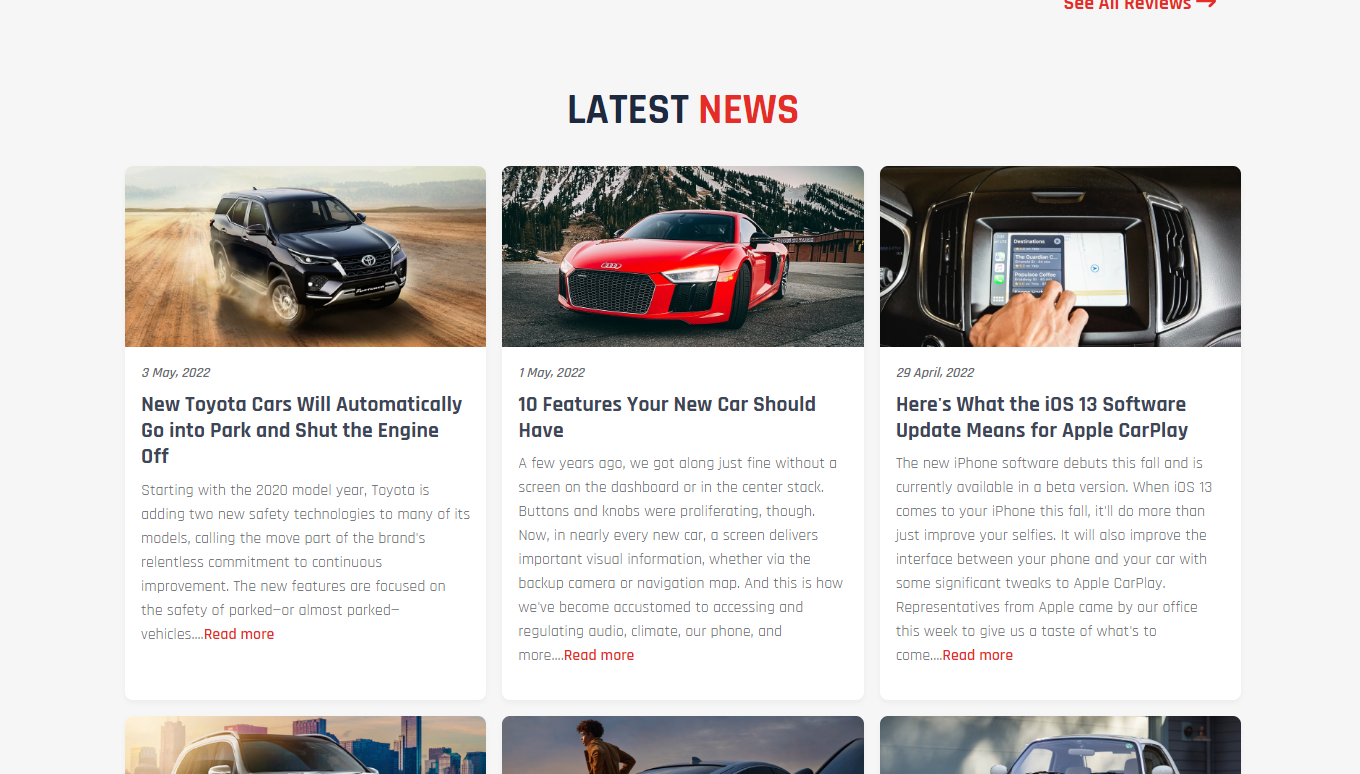 See All Reviews →
LATEST NEWS
Destinations
The Guardian C...
Populace Coffee
3 May, 2022
New Toyota Cars Will Automatically
Go into Park and Shut the Engine
Off
Starting with the 2020 model year, Toyota is
adding two new safety technologies to many of its
models, calling the move part of the brand's
relentless commitment to continuous
improvement. The new features are focused on
the safety of parked—or almost parked—
vehicles....Read more
1 May, 2022
10 Features Your New Car Should
Have
A few years ago, we got along just fine without a
screen on the dashboard or in the center stack.
Buttons and knobs were proliferating, though.
Now, in nearly every new car, a screen delivers
important visual information, whether via the
backup camera or navigation map. And this is how
we've become accustomed to accessing and
regulating audio, climate, our phone, and
more....Read more
29 April, 2022
Here's What the iOS 13 Software
Update Means for Apple CarPlay
The new iPhone software debuts this fall and is
currently available in a beta version. When iOS 13
comes to your iPhone this fall, it'll do more than
just improve your selfies. It will also improve the
interface between your phone and your car with
some significant tweaks to Apple CarPlay.
Representatives from Apple came by our office
this week to give us a taste of what's to
come....Read more